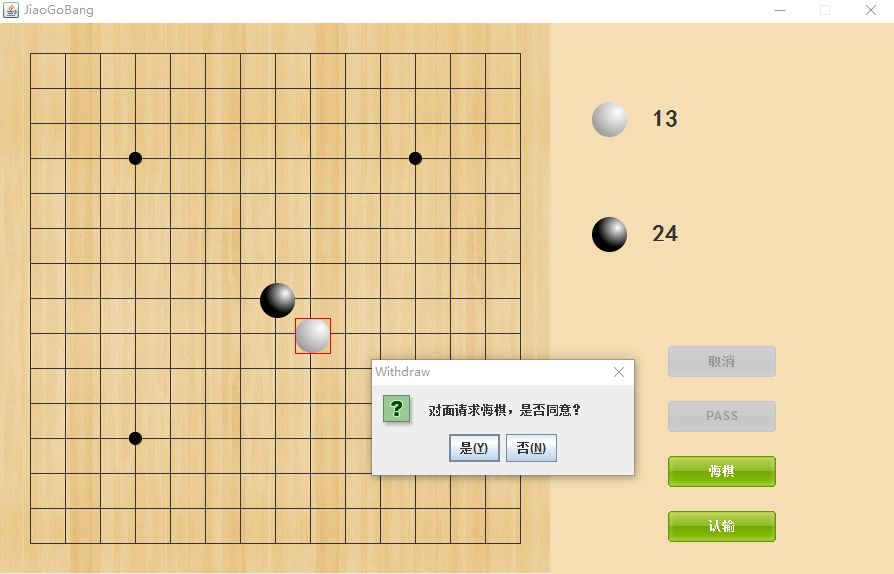 JiaoGoBang
13
24
取消
PASS
悔棋
认输
Withdraw
对面请求悔棋，是否同意？
是(Y)
否(N)